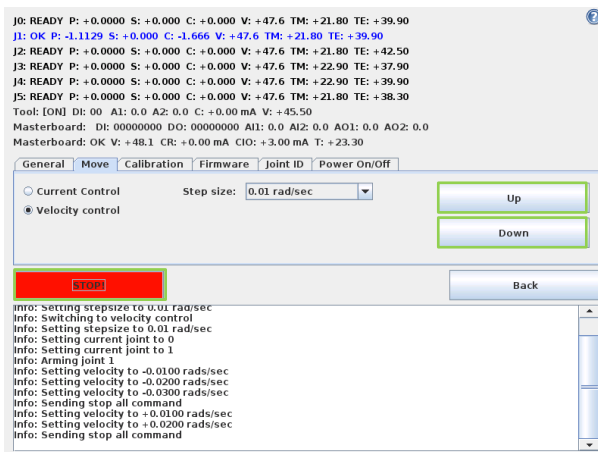 J0: READY P: +0.0000 S: +0.000 C: +0.000 V: +47.6 TM: +21.80 TE: +39.90
J1: OK P: -1.1129 S: +0.000 C: -1.666 V: +47.6 TM: +21.80 TE: +39.90
J2: READY P: +0.0000 S: +0.000 C: +0.000 V: +47.6 TM: +21.80 TE: +42.50
J3: READY P: +0.0000 S: +0.000 C: +0.000 V: +47.6 TM: +22.90 TE: +37.90
J4: READY P: +0.0000 S: +0.000 C: +0.000 V: +47.6 TM: +22.90 TE: +39.90
J5: READY P: +0.0000 S: +0.000 C: +0.000 V: +47.6 TM: +21.80 TE: +38.30
Tool: [ON] DI: 00 A1: 0.0 A2: 0.0 C: +0.00 mA V: +45.50
Masterboard: DI: 00000000 DO: 00000000 AI1: 0.0 AI2: 0.0 AO1: 0.0 AO2: 0.0
Masterboard: OK V: +48.1 CR: +0.00 mA CIO: +3.00 mA T: +23.30
General Move Calibration Firmware Joint ID Power On/Off
Current Control Step size: 0.01 rad/sec
Velocity control
Up
Down
STOP! Back
Info: Setting stepsize to 0.01 rad/sec
Info: Switching to velocity control
Info: Setting stepsize to 0.01 rad/sec
Info: Setting current joint to 0
Info: Setting current joint to 1
Info: Arming joint 1
Info: Setting velocity to -0.0100 rads/sec
Info: Setting velocity to -0.0200 rads/sec
Info: Setting velocity to -0.0300 rads/sec
Info: Sending stop all command
Info: Setting velocity to +0.0100 rads/sec
Info: Setting velocity to +0.0200 rads/sec
Info: Sending stop all command